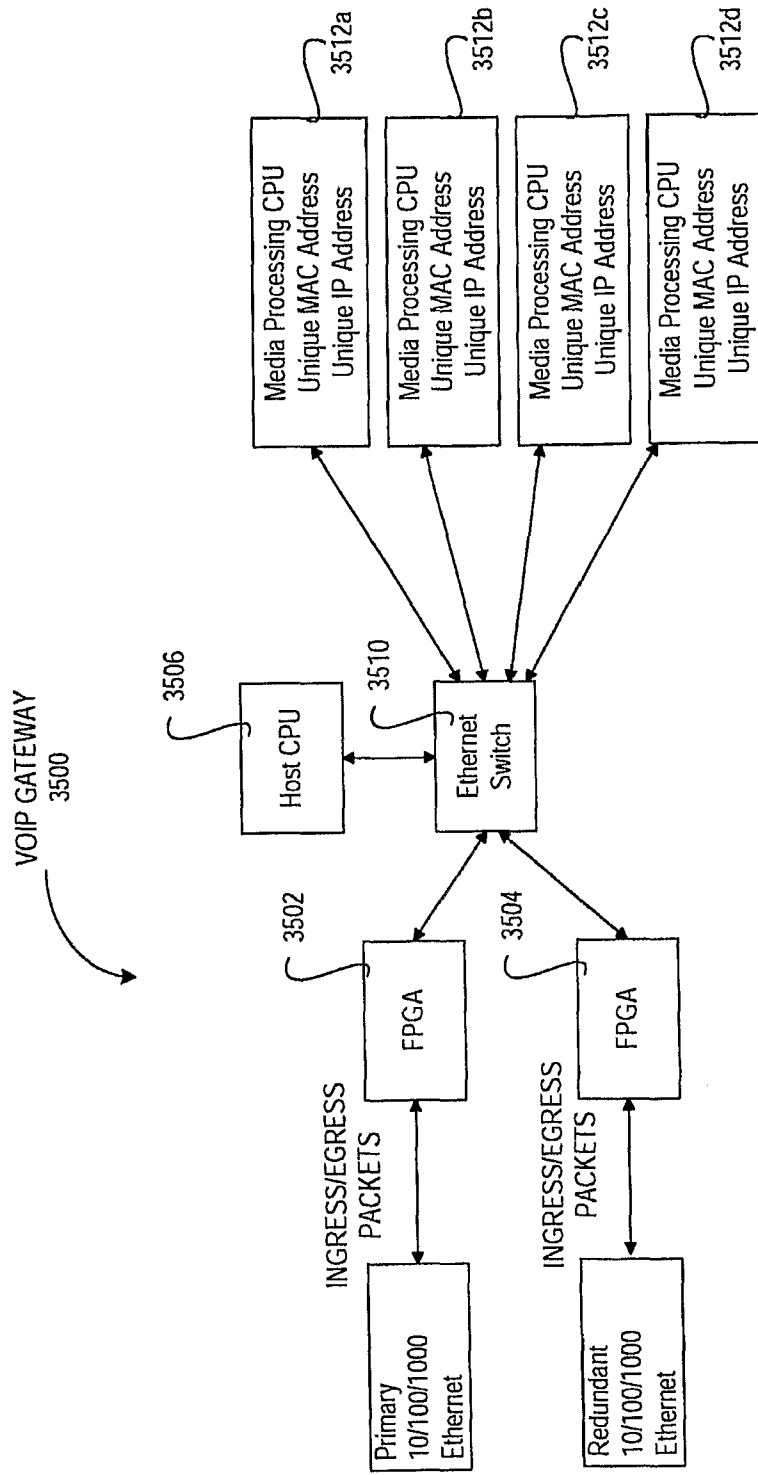 VOIP GATEWAY
3500
Primary
10/100/1000
Ethernet
INGRESS/EGRESS
PACKETS
3502
FPGA
Redundant
10/100/1000
Ethernet
INGRESS/EGRESS
PACKETS
3504
FPGA
3506
Host CPU
3510
Ethernet
Switch
Media Processing CPU
Unique MAC Address
Unique IP Address
3512a
Media Processing CPU
Unique MAC Address
Unique IP Address
3512b
Media Processing CPU
Unique MAC Address
Unique IP Address
3512c
Media Processing CPU
Unique MAC Address
Unique IP Address
3512d